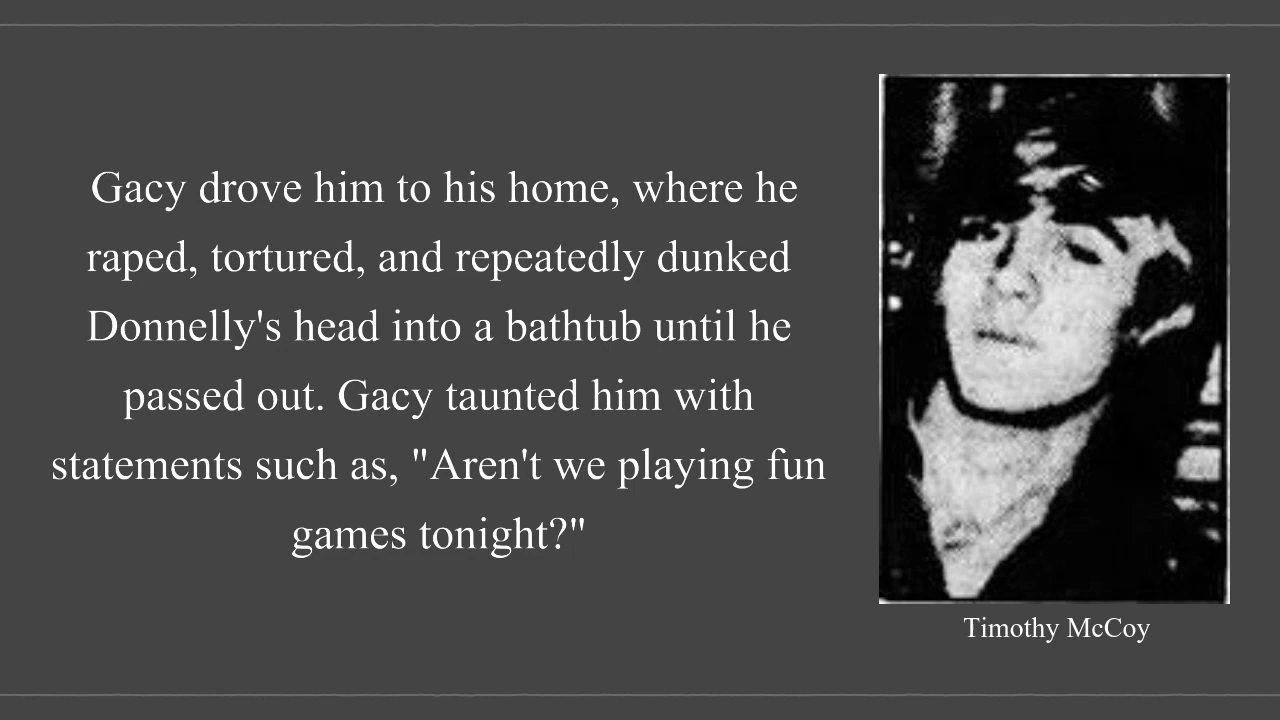 Gacy drove him to his home, where he
raped, tortured, and repeatedly dunked
Donnelly's head into a bathtub until he
passed out. Gacy taunted him with
statements such as, "Aren't we playing fun
games tonight?"
Timothy McCoy